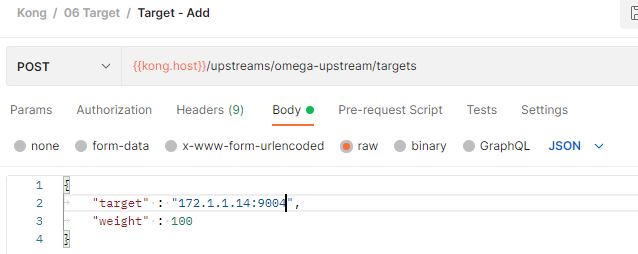 Kong / 06 Target / Target - Add
POST {{kong.host}}/upstreams/omega-upstream/targets
Params Authorization Headers (9) Body Pre-request Script Tests Settings
none form-data x-www-form-urlencoded raw binary GraphQL JSON
1 {
2 "target" : "172.1.1.14:9004",
3 "weight" : 100
4 }